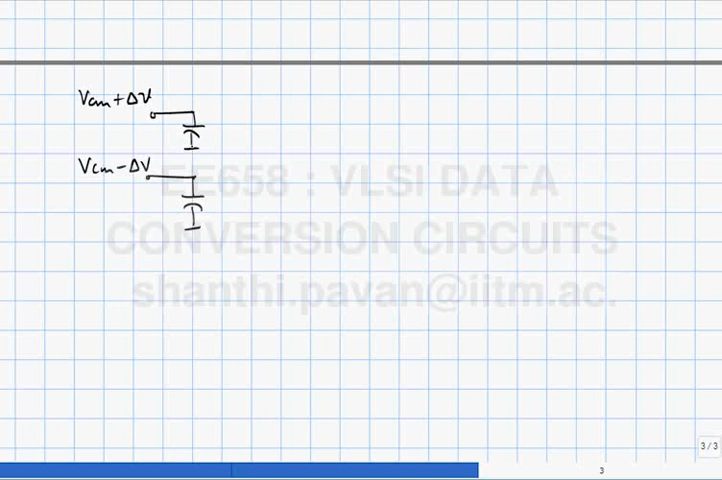 Vcm+ΔV
Vcm-ΔV
EE658 : VLSI DATA
CONVERSION CIRCUITS
shanthi.pavan@iitm.ac.
3/3
3